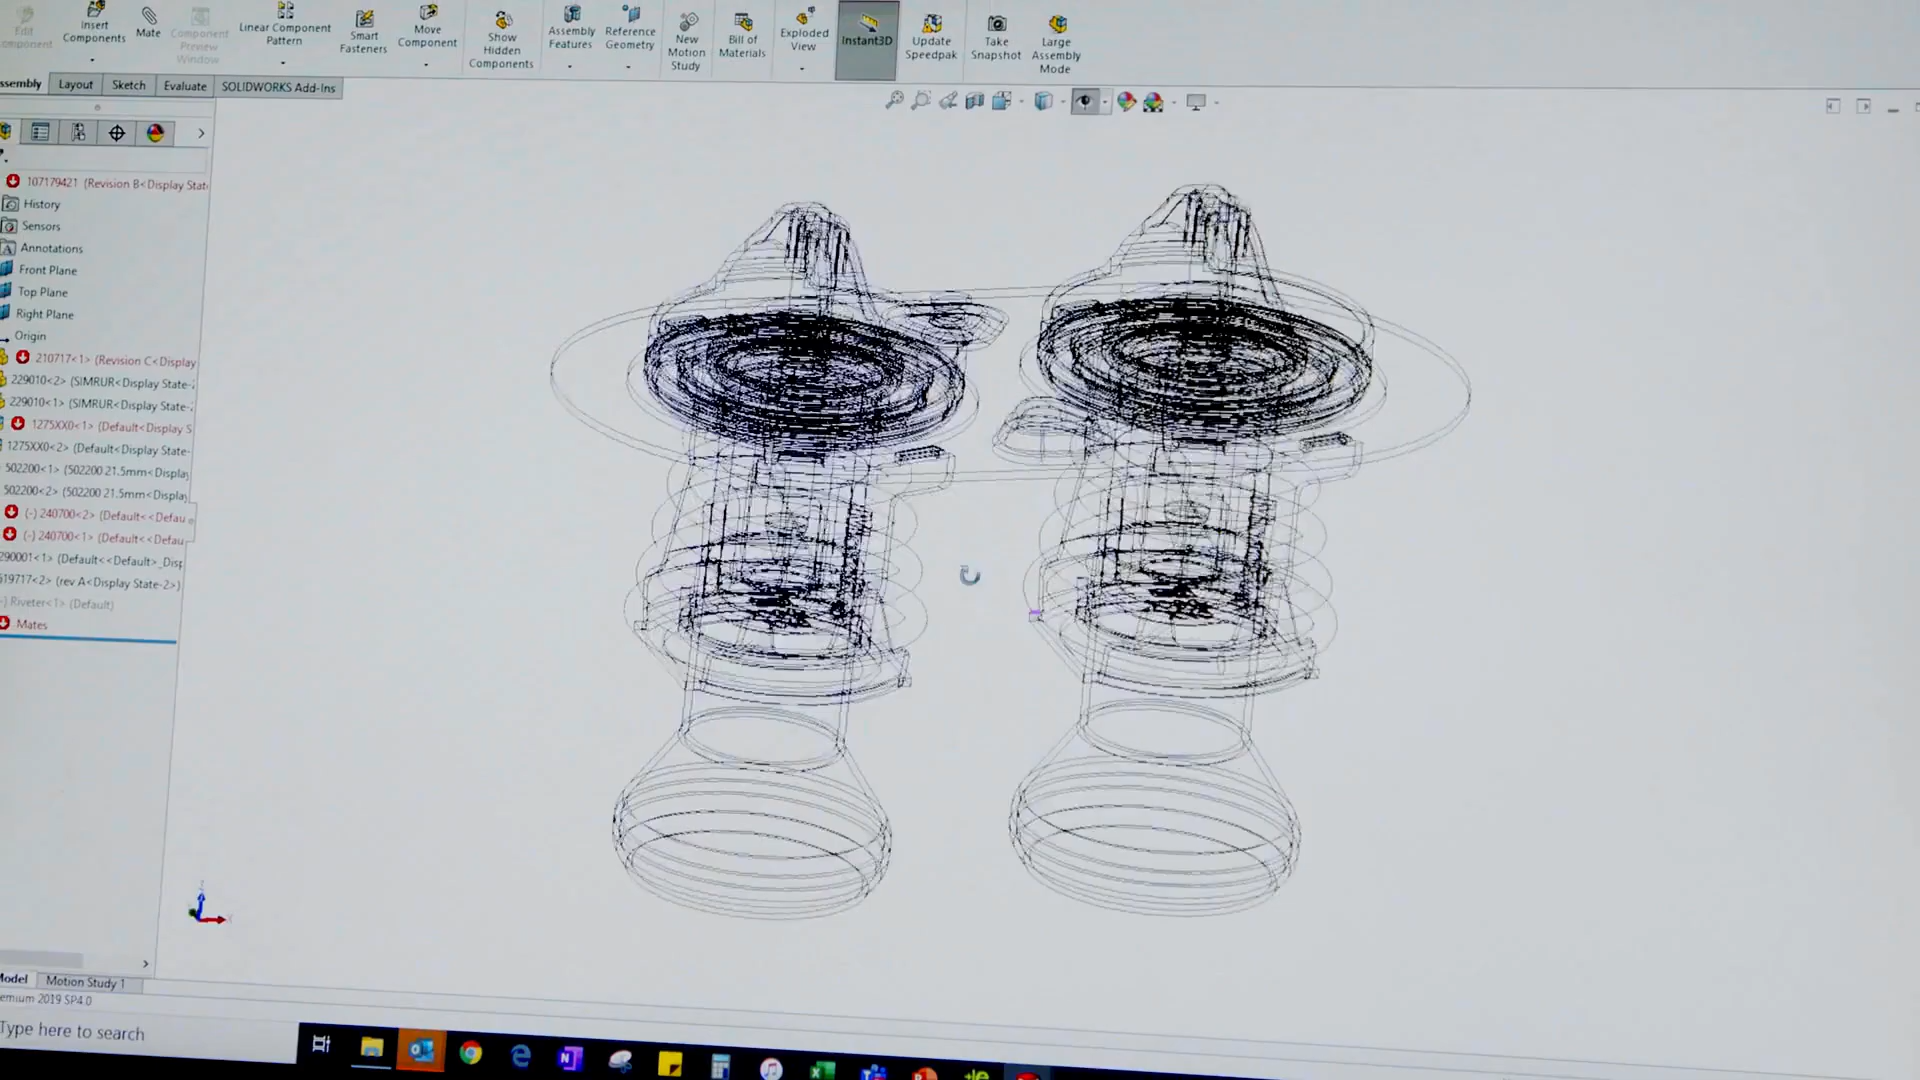 Edit Component
Insert Components
Mate
Component Preview Window
Linear Component Pattern
Smart Fasteners
Move Component
Show Hidden Components
Assembly Features
Reference Geometry
New Motion Study
Bill of Materials
Exploded View
Instant3D
Update Speedpak
Take Snapshot
Large Assembly Mode
ssembly Layout Sketch Evaluate SOLIDWORKS Add-Ins
107179421 (Revision B<Display Stat
History
Sensors
Annotations
Front Plane
Top Plane
Right Plane
Origin
210717<1> (Revision C<Display
229010<2> (SIMRUR<Display State-
229010<1> (SIMRUR<Display State-
1275XX0<1> (Default<Display S
1275XX0<2> (Default<Display State-
502200<1> (502200 21.5mm<Display
502200<2> (502200 21.5mm<Display
(-) 240700<2> (Default<<Defau
(-) 240700<1> (Default<<Defau
290001<1> (Default<<Default>_Disp
619717<2> (rev A<Display State-2>)
-) Riveter<1> (Default)
Mates
Model Motion Study 1
emium 2019 SP4.0
Type here to search